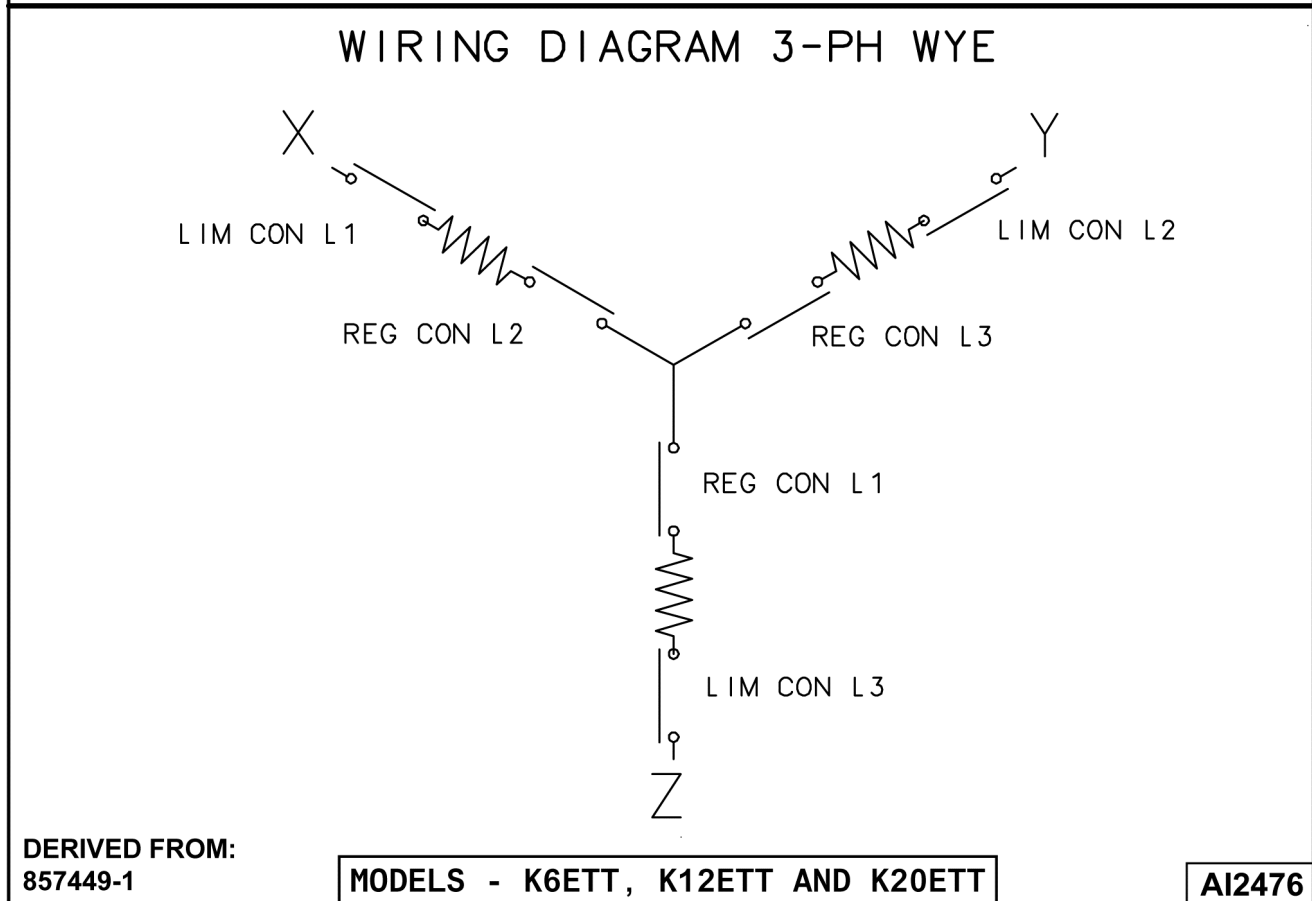 WIRING DIAGRAM 3-PH WYE
X
Y
LIM CON L1
LIM CON L2
REG CON L2
REG CON L3
REG CON L1
LIM CON L3
Z
DERIVED FROM:
857449-1
MODELS - K6ETT, K12ETT AND K20ETT
AI2476